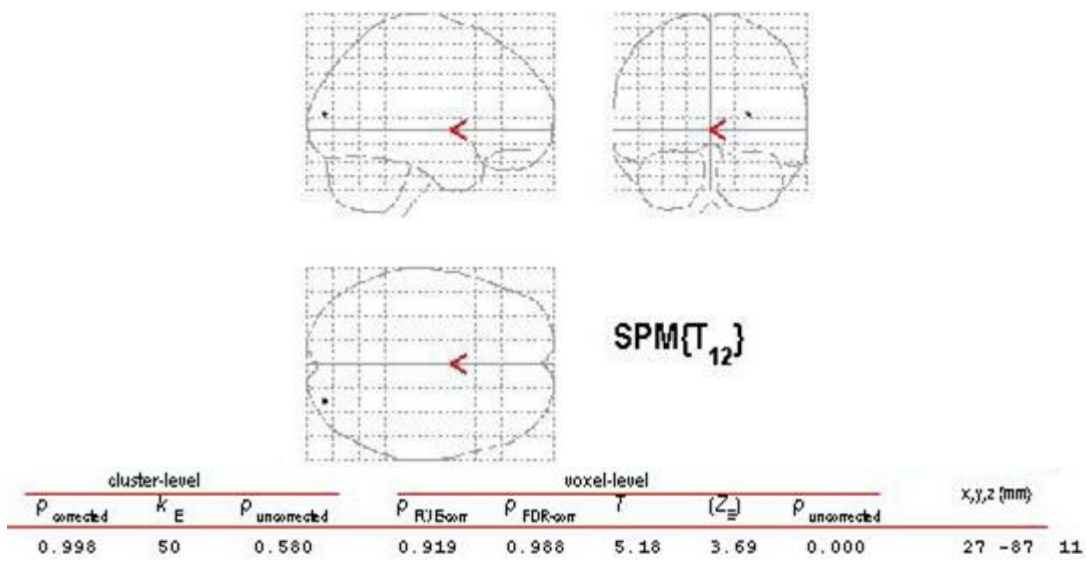 SPM{T12}
cluster-level voxel-level x,y,z {mm}
p corrected k E p uncorrected p FWE-corr p FDR-corr T (Z≡) p uncorrected
0.998 50 0.580 0.919 0.988 5.18 3.69 0.000 27 -87 11